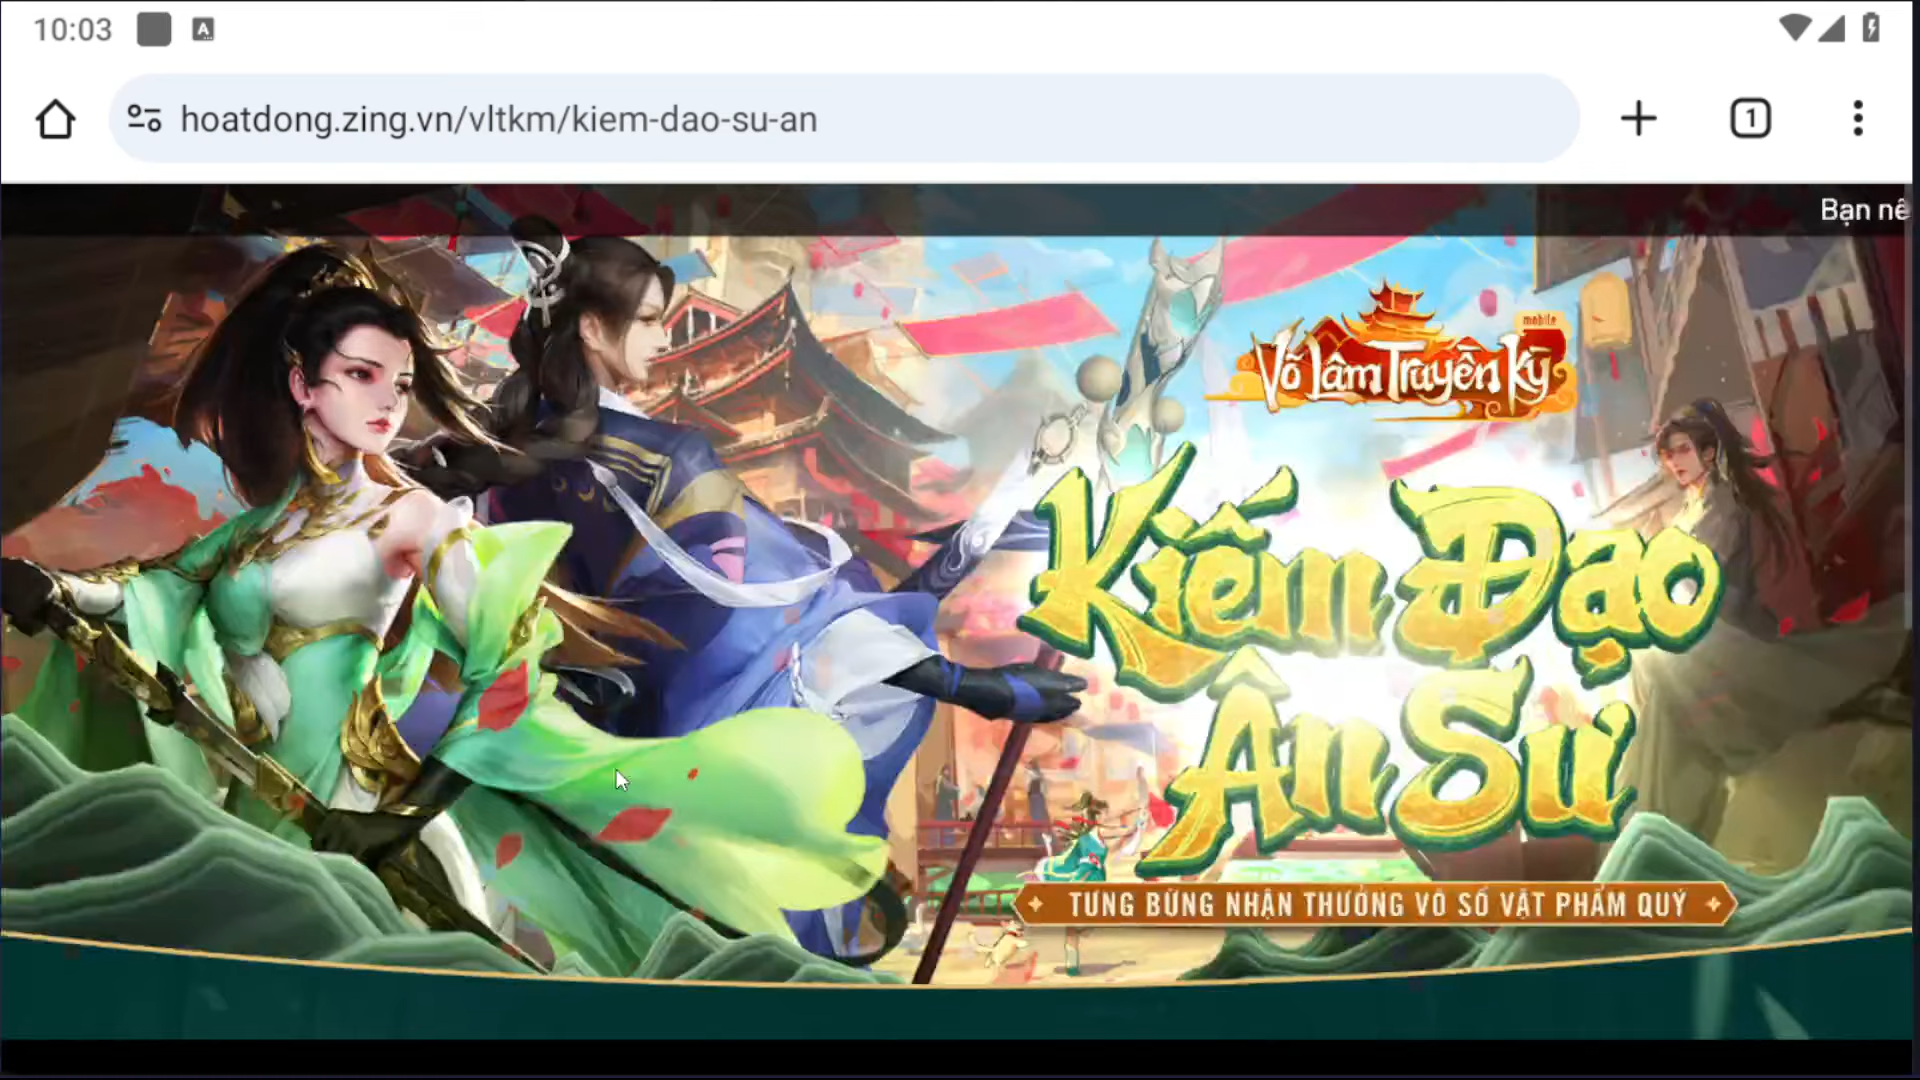 10:03
A
hoatdong.zing.vn/vltkm/kiem-dao-su-an
1
Bạn nê
mobile
Võ Lâm Truyền Kỳ
Kiếm Đạo
Ân Sư
TƯNG BỪNG NHẬN THƯỞNG VÔ SỐ VẬT PHẨM QUÝ